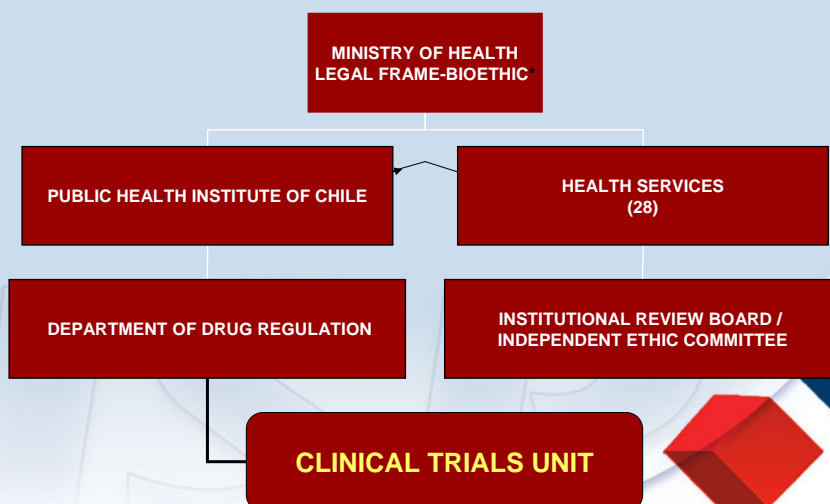 MINISTRY OF HEALTH
LEGAL FRAME-BIOETHIC*
PUBLIC HEALTH INSTITUTE OF CHILE
HEALTH SERVICES
(28)
DEPARTMENT OF DRUG REGULATION
INSTITUTIONAL REVIEW BOARD /
INDEPENDENT ETHIC COMMITTEE
CLINICAL TRIALS UNIT